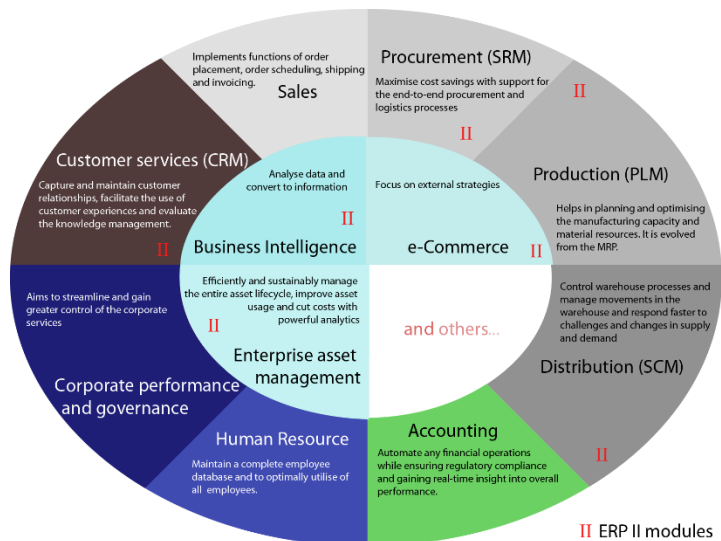 Implements functions of order
placement, order scheduling, shipping
and invoicing.
Sales
Procurement (SRM)
Maximise cost savings with support for
the end-to-end procurement and
logistics processes
II
II
Customer services (CRM)
Capture and maintain customer
relationships, facilitate the use of
customer experiences and evaluate
the knowledge management.
II
Analyse data and
convert to information
II
Business Intelligence
Focus on external strategies
e-Commerce
II
Production (PLM)
Helps in planning and optimising
the manufacturing capacity and
material resources. It is evolved
from the MRP.
Aims to streamline and gain
greater control of the corporate
services
Corporate performance
and governance
Efficiently and sustainably manage
the entire asset lifecycle, improve asset
usage and cut costs with
powerful analytics
II
Enterprise asset
management
and others...
Control warehouse processes and
manage movements in the
warehouse and respond faster to
challenges and changes in supply
and demand
Distribution (SCM)
II
Human Resource
Maintain a complete employee
database and to optimally utilise of
all employees.
Accounting
Automate any financial operations
while ensuring regulatory compliance
and gaining real-time insight into overall
performance.
II ERP II modules